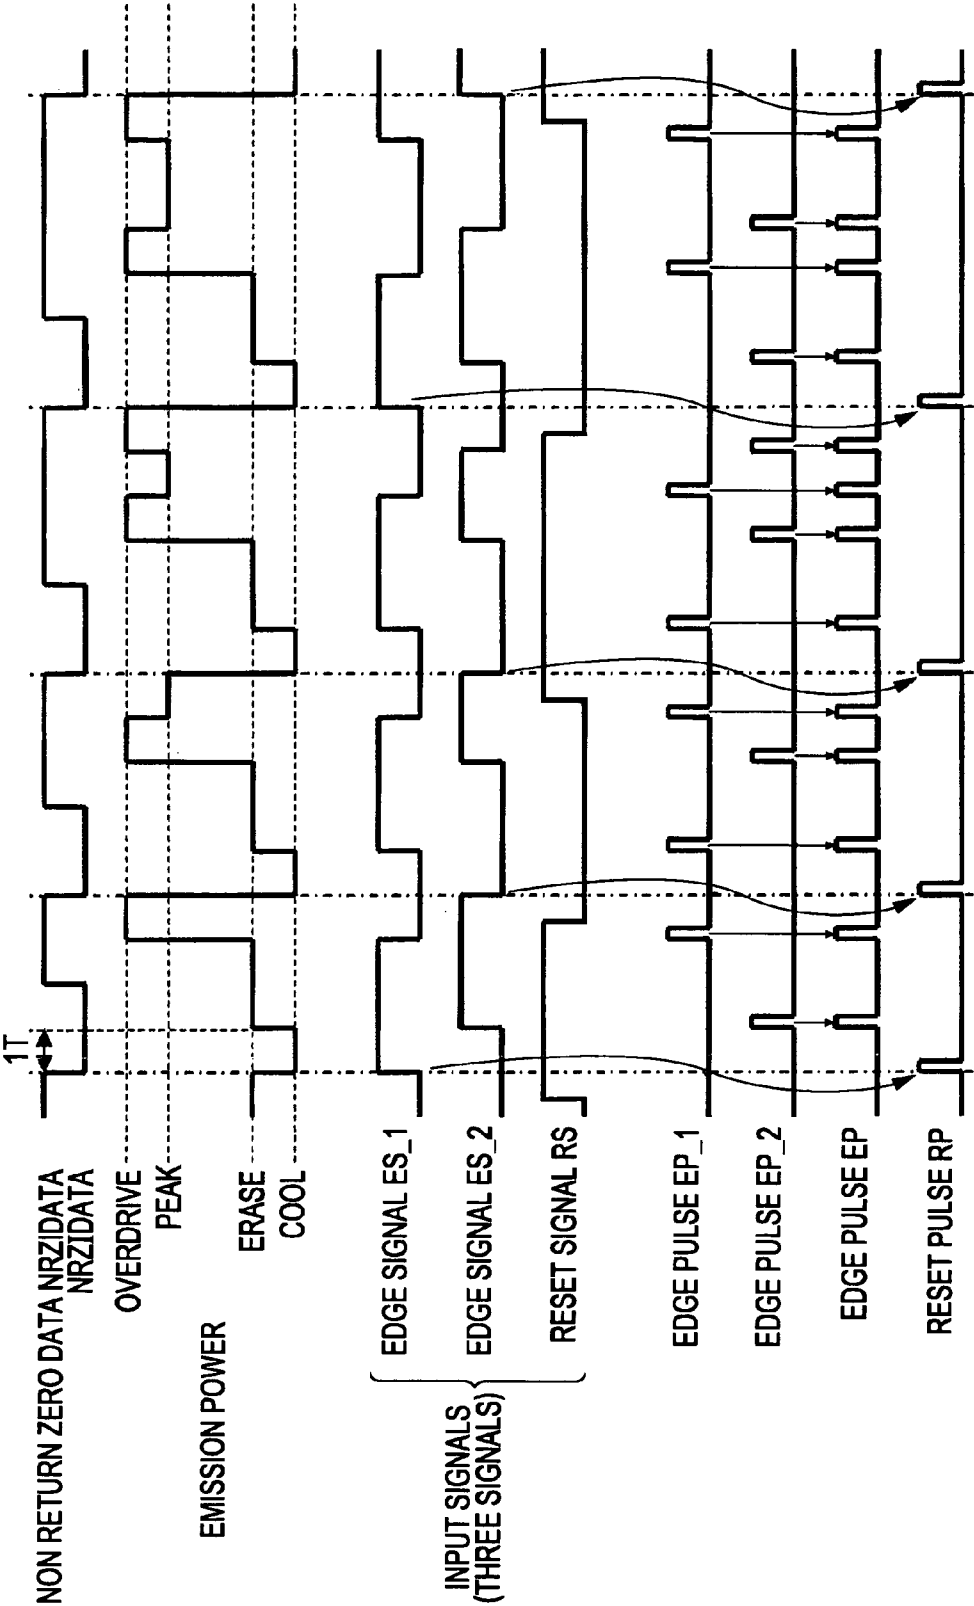 1T
NON RETURN ZERO DATA NRZIDATA
NRZIDATA
OVERDRIVE
PEAK
ERASE
COOL
EMISSION POWER
EDGE SIGNAL ES_1
EDGE SIGNAL ES_2
RESET SIGNAL RS
INPUT SIGNALS
(THREE SIGNALS)
EDGE PULSE EP_1
EDGE PULSE EP_2
EDGE PULSE EP
RESET PULSE RP